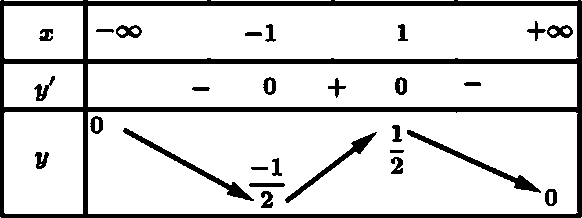 x −∞ −1 1 +∞
y′ − 0 + 0 −
y 0 −1/2 1/2 0